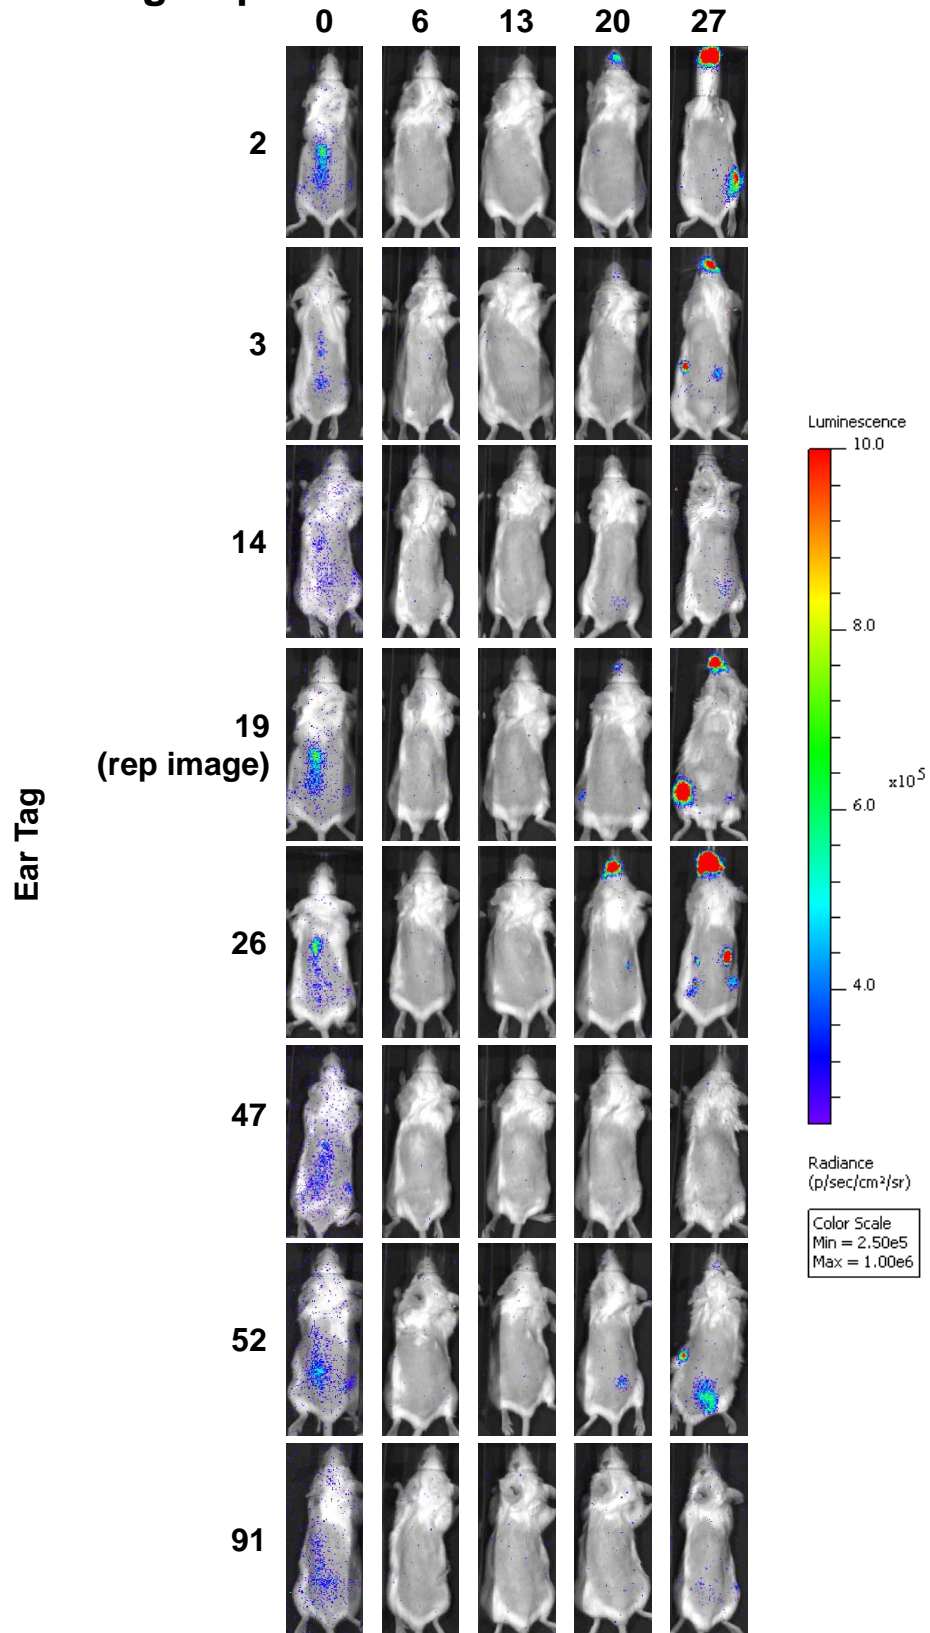 0 6 13 20 27
2
3
14
19
(rep image)
26
47
52
91
Ear Tag
Luminescence
10.0
8.0
6.0
x10⁵
4.0
Radiance
(p/sec/cm²/sr)
Color Scale
Min = 2.50e5
Max = 1.00e6